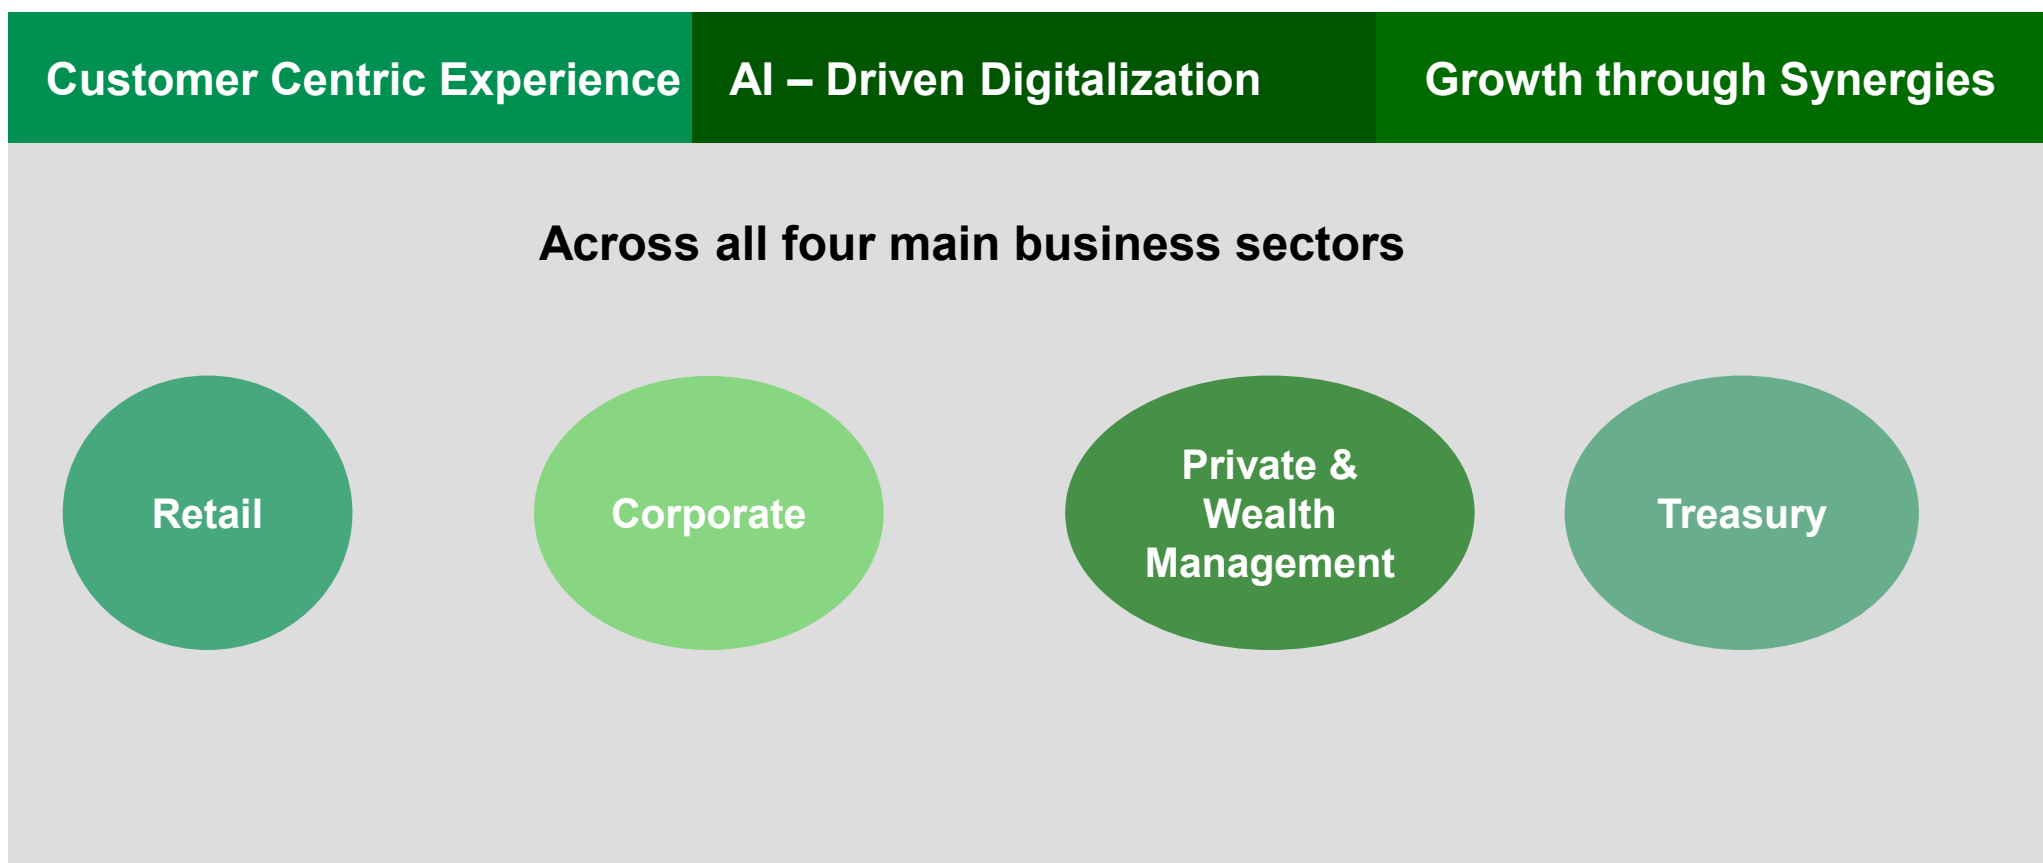 Customer Centric Experience
AI – Driven Digitalization
Growth through Synergies
Across all four main business sectors
Retail
Corporate
Private &
Wealth
Management
Treasury